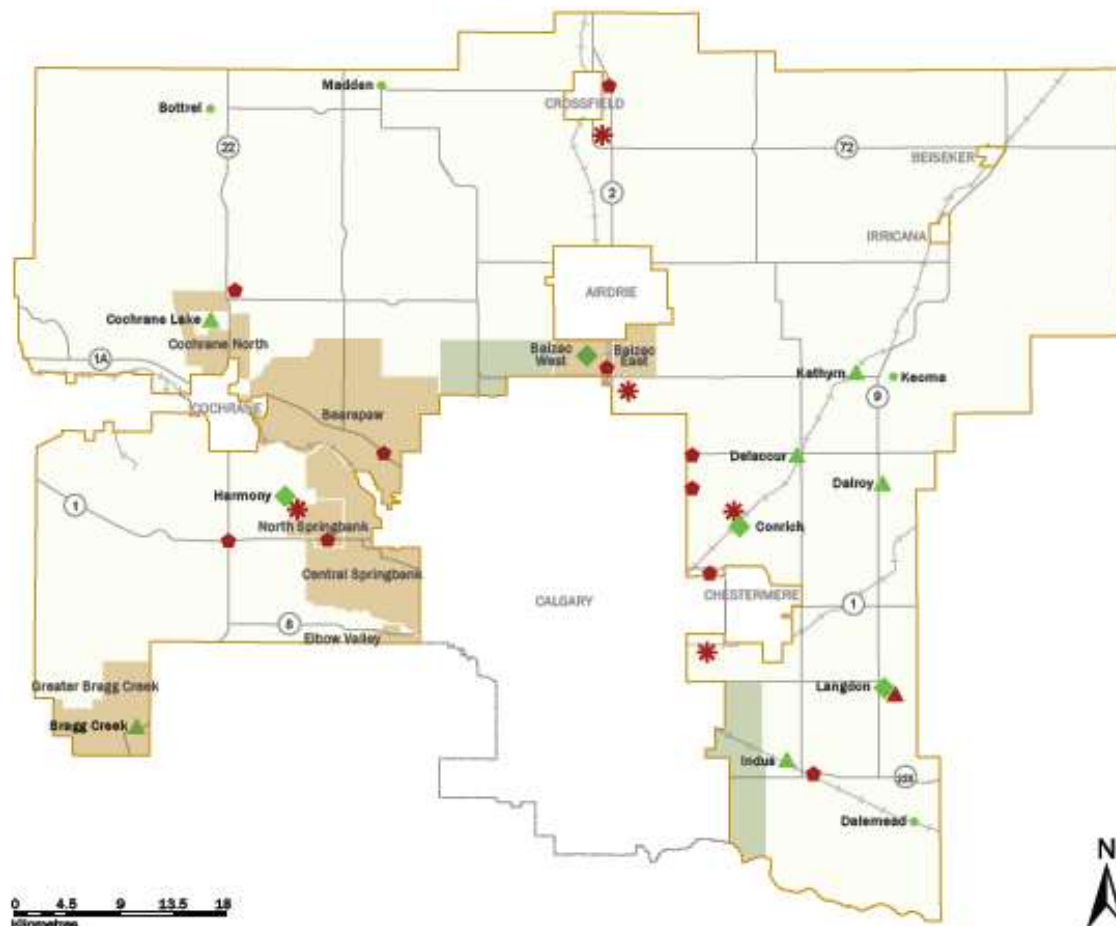 Madden
Bottrel
CROSSFIELD
22
72
BEISEKER
2
IRRICANA
AIRDRIE
Cochrane Lake
Cochrane North
1A
Balzac
West
Balzac
East
Kathyrn
Keoma
COCHRANE
Bearspaw
9
Delacour
Dalroy
Harmony
1
North Springbank
Conrich
Central Springbank
CALGARY
CHESTERMERE
1
8
Elbow Valley
Greater Bragg Creek
Langdon
Bragg Creek
Indus
Dalemead
N
0 4.5 9 13.5 18
Kilometres